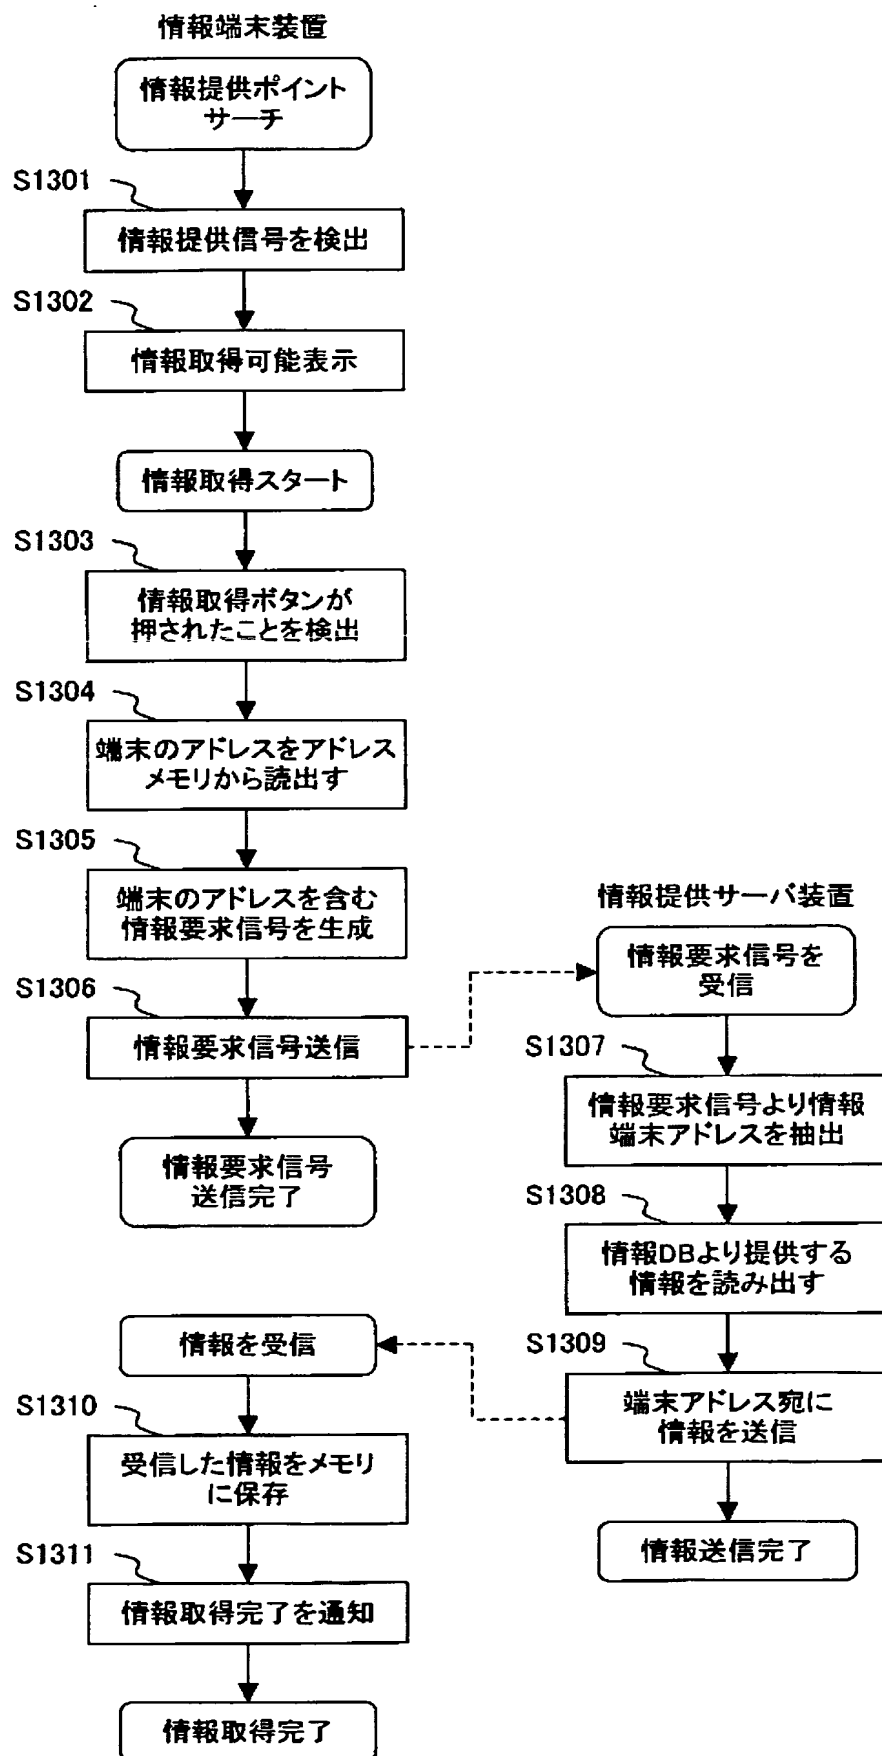 情報端末装置
情報提供ポイント
サーチ
S1301
情報提供信号を検出
S1302
情報取得可能表示
情報取得スタート
S1303
情報取得ボタンが
押されたことを検出
S1304
端末のアドレスをアドレス
メモリから読出す
S1305
端末のアドレスを含む
情報要求信号を生成
S1306
情報要求信号送信
情報要求信号
送信完了
情報提供サーバ装置
情報要求信号を
受信
S1307
情報要求信号より情報
端末アドレスを抽出
S1308
情報DBより提供する
情報を読み出す
S1309
端末アドレス宛に
情報を送信
情報送信完了
情報を受信
S1310
受信した情報をメモリ
に保存
S1311
情報取得完了を通知
情報取得完了